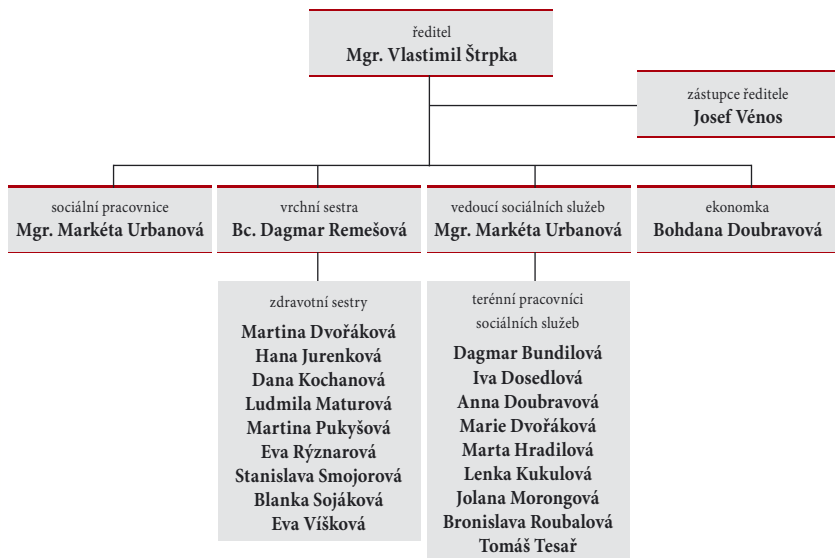 ředitel
Mgr. Vlastimil Štrpka
zástupce ředitele
Josef Vénos
sociální pracovnice
Mgr. Markéta Urbanová
vrchní sestra
Bc. Dagmar Remešová
vedoucí sociálních služeb
Mgr. Markéta Urbanová
ekonomka
Bohdana Doubravová
zdravotní sestry
Martina Dvořáková
Hana Jurenková
Dana Kochanová
Ludmila Maturová
Martina Pukyšová
Eva Rýznarová
Stanislava Smojorová
Blanka Sojáková
Eva Víšková
terénní pracovníci
sociálních služeb
Dagmar Bundilová
Iva Dosedlová
Anna Doubravová
Marie Dvořáková
Marta Hradilová
Lenka Kukulová
Jolana Morongová
Bronislava Roubalová
Tomáš Tesař